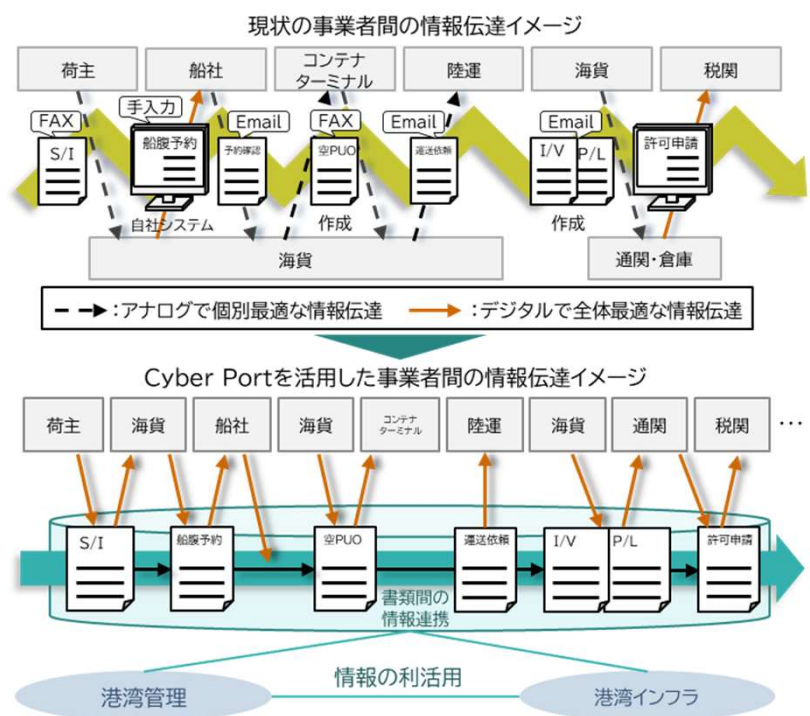 現状の事業者間の情報伝達イメージ
荷主
船社
コンテナ
ターミナル
陸運
海貨
税関
FAX
手入力
Email
FAX
Email
Email
S/I
船腹予約
予約確認
空PUO
運送依頼
I/V
P/L
許可申請
自社システム
作成
作成
海貨
通関・倉庫
:アナログで個別最適な情報伝達
:デジタルで全体最適な情報伝達
Cyber Portを活用した事業者間の情報伝達イメージ
荷主
海貨
船社
海貨
コンテナ
ターミナル
陸運
海貨
通関
税関
…
S/I
船腹予約
空PUO
運送依頼
I/V
P/L
許可申請
書類間の
情報連携
情報の利活用
港湾管理
港湾インフラ